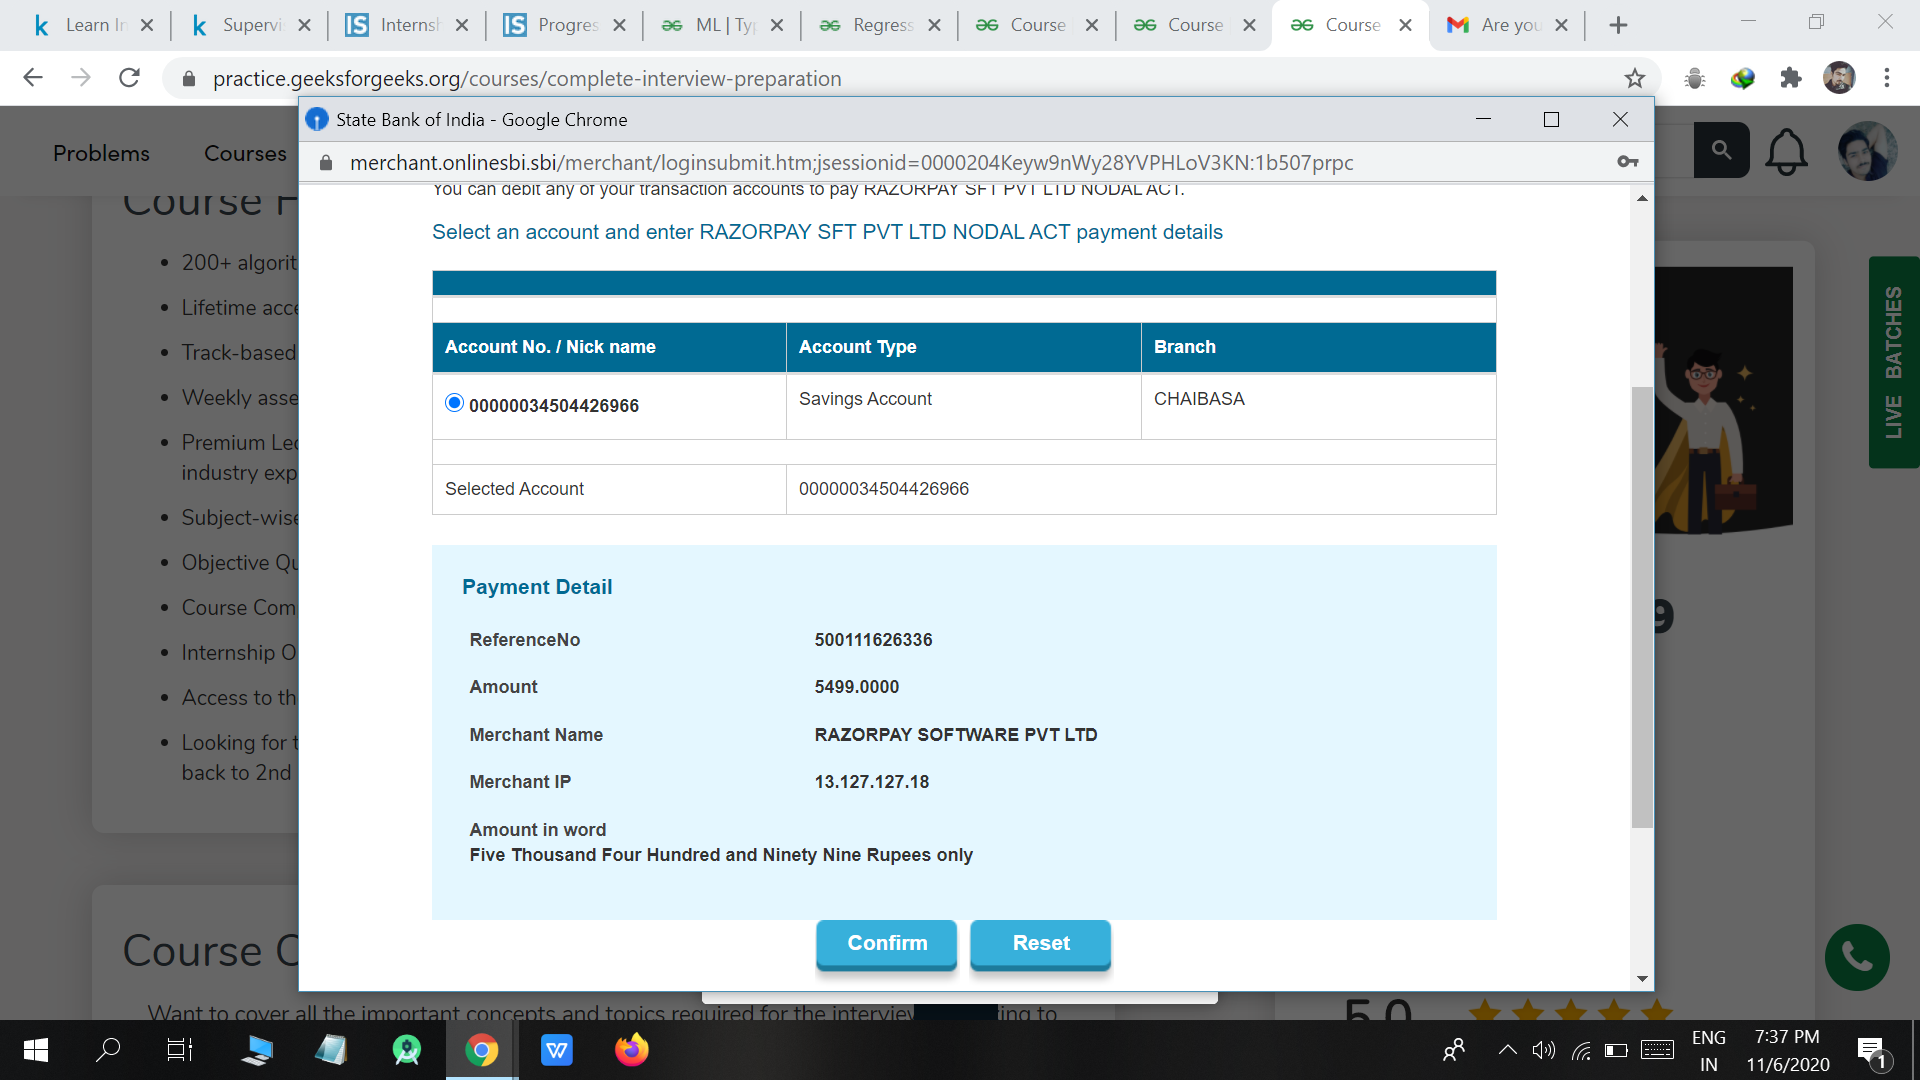 Learn In
Supervi
Internsh
Progres
ML | Ty
Regress
Course
Course
Course
Are you
practice.geeksforgeeks.org/courses/complete-interview-preparation
State Bank of India - Google Chrome
merchant.onlinesbi.sbi/merchant/loginsubmit.htm;jsessionid=0000204Keyw9nWy28YVPHLoV3KN:1b507prpc
Problems
Courses
You can debit any of your transaction accounts to pay RAZORPAY SFT PVT LTD NODAL ACT.
Select an account and enter RAZORPAY SFT PVT LTD NODAL ACT payment details
Account No. / Nick name Account Type Branch
00000034504426966 Savings Account CHAIBASA
Selected Account 00000034504426966
Payment Detail
ReferenceNo 500111626336
Amount 5499.0000
Merchant Name RAZORPAY SOFTWARE PVT LTD
Merchant IP 13.127.127.18
Amount in word
Five Thousand Four Hundred and Ninety Nine Rupees only
Confirm Reset
Course F
200+ algorit
Lifetime acce
Track-based
Weekly asse
Premium Lec
industry exp
Subject-wise
Objective Qu
Course Com
Internship O
Access to th
Looking for t
back to 2nd
LIVE BATCHES
9
Course C
Want to cover all the important concepts and topics required for the interview
ing to
5.0
ENG
IN
7:37 PM
11/6/2020
1